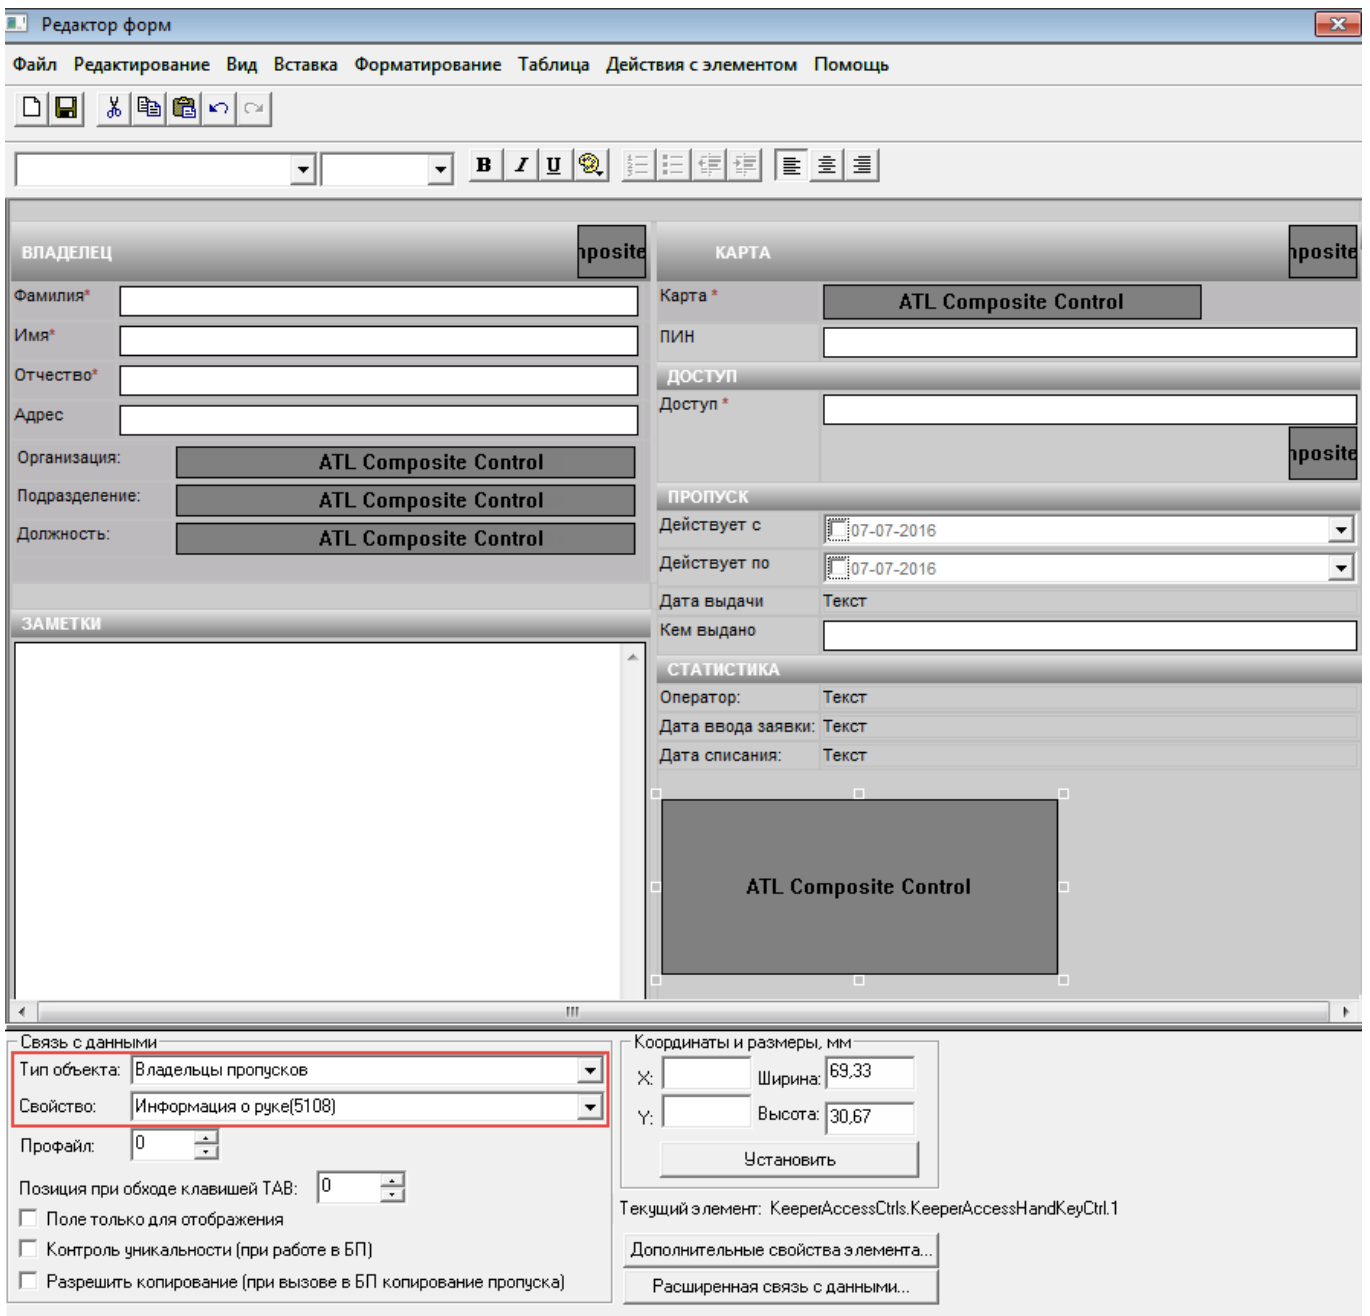 Редактор форм
Файл Редактирование Вид Вставка Форматирование Таблица Действия с элементом Помощь
B I U
ВЛАДЕЛЕЦ
posite
Фамилия*
Имя*
Отчество*
Адрес
Организация: ATL Composite Control
Подразделение: ATL Composite Control
Должность: ATL Composite Control
ЗАМЕТКИ
КАРТА
posite
Карта * ATL Composite Control
ПИН
ДОСТУП
Доступ *
posite
ПРОПУСК
Действует с 07-07-2016
Действует по 07-07-2016
Дата выдачи Текст
Кем выдано
СТАТИСТИКА
Оператор: Текст
Дата ввода заявки: Текст
Дата списания: Текст
ATL Composite Control
Связь с данными
Тип объекта: Владельцы пропусков
Свойство: Информация о руке(5108)
Профайл: 0
Позиция при обходе клавишей TAB: 0
Поле только для отображения
Контроль уникальности (при работе в БП)
Разрешить копирование (при вызове в БП копирование пропуска)
Координаты и размеры, мм
X: Ширина: 69,33
Y: Высота: 30,67
Установить
Текущий элемент: KeeperAccessCtrls.KeeperAccessHandKeyCtrl.1
Дополнительные свойства элемента...
Расширенная связь с данными...